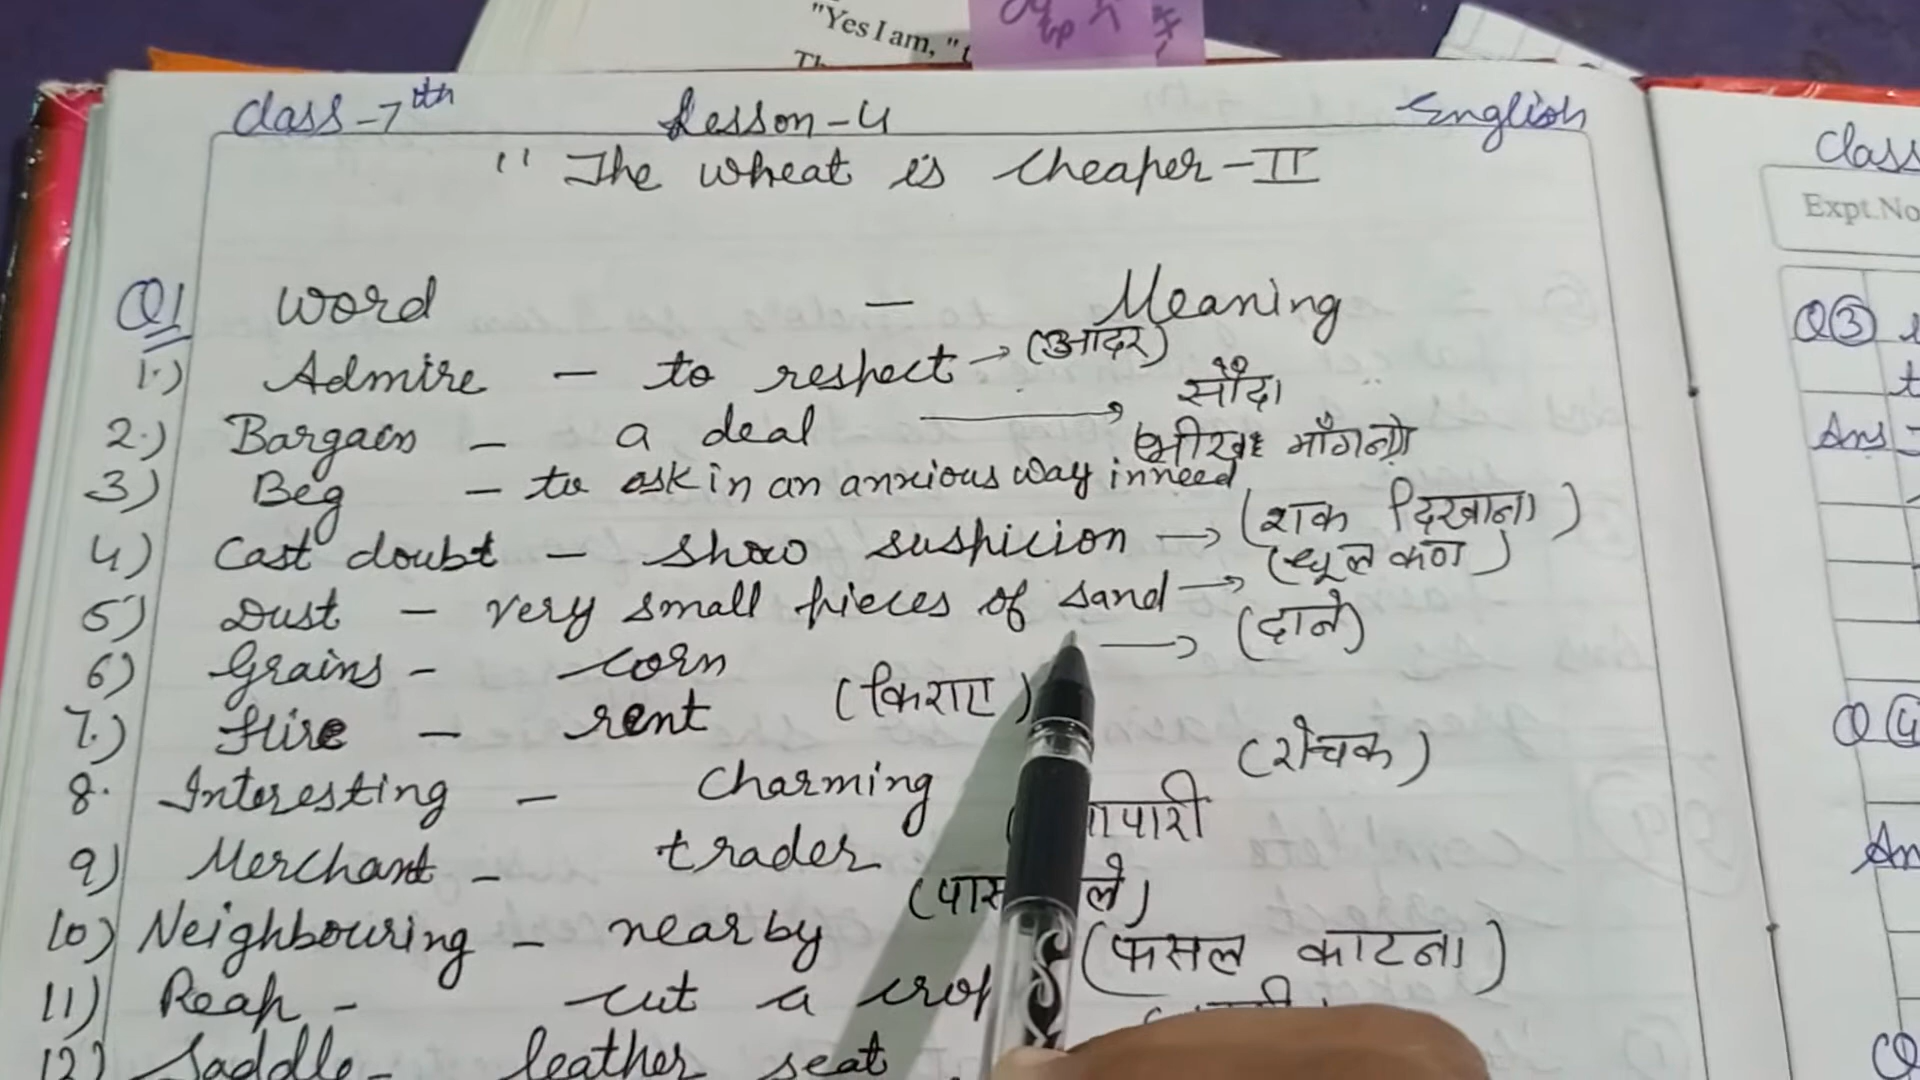 "Yes I am,"
Class-7th Lesson-4 English
" The wheat is Cheaper-II
Q1 Word - Meaning
1.) Admire - to respect → (आदर)
2.) Bargain - a deal → सौदा
3) Beg - to ask in an anxious way in need भीख माँगना
4) Cast doubt - show suspicion → (शक दिखाना)
5) Dust - very small pieces of sand → (धूल कण)
6) Grains - corn → (दाने)
7.) Hire - rent (किराए)
8. Interesting - Charming (रोचक)
9) Merchant - trader
10) Neighbouring - nearby
11) Reap - cut a crop (फसल काटना)
12) Saddle - leather seat
Class
Expt.No
Q3
Ans
Q4
An
Q